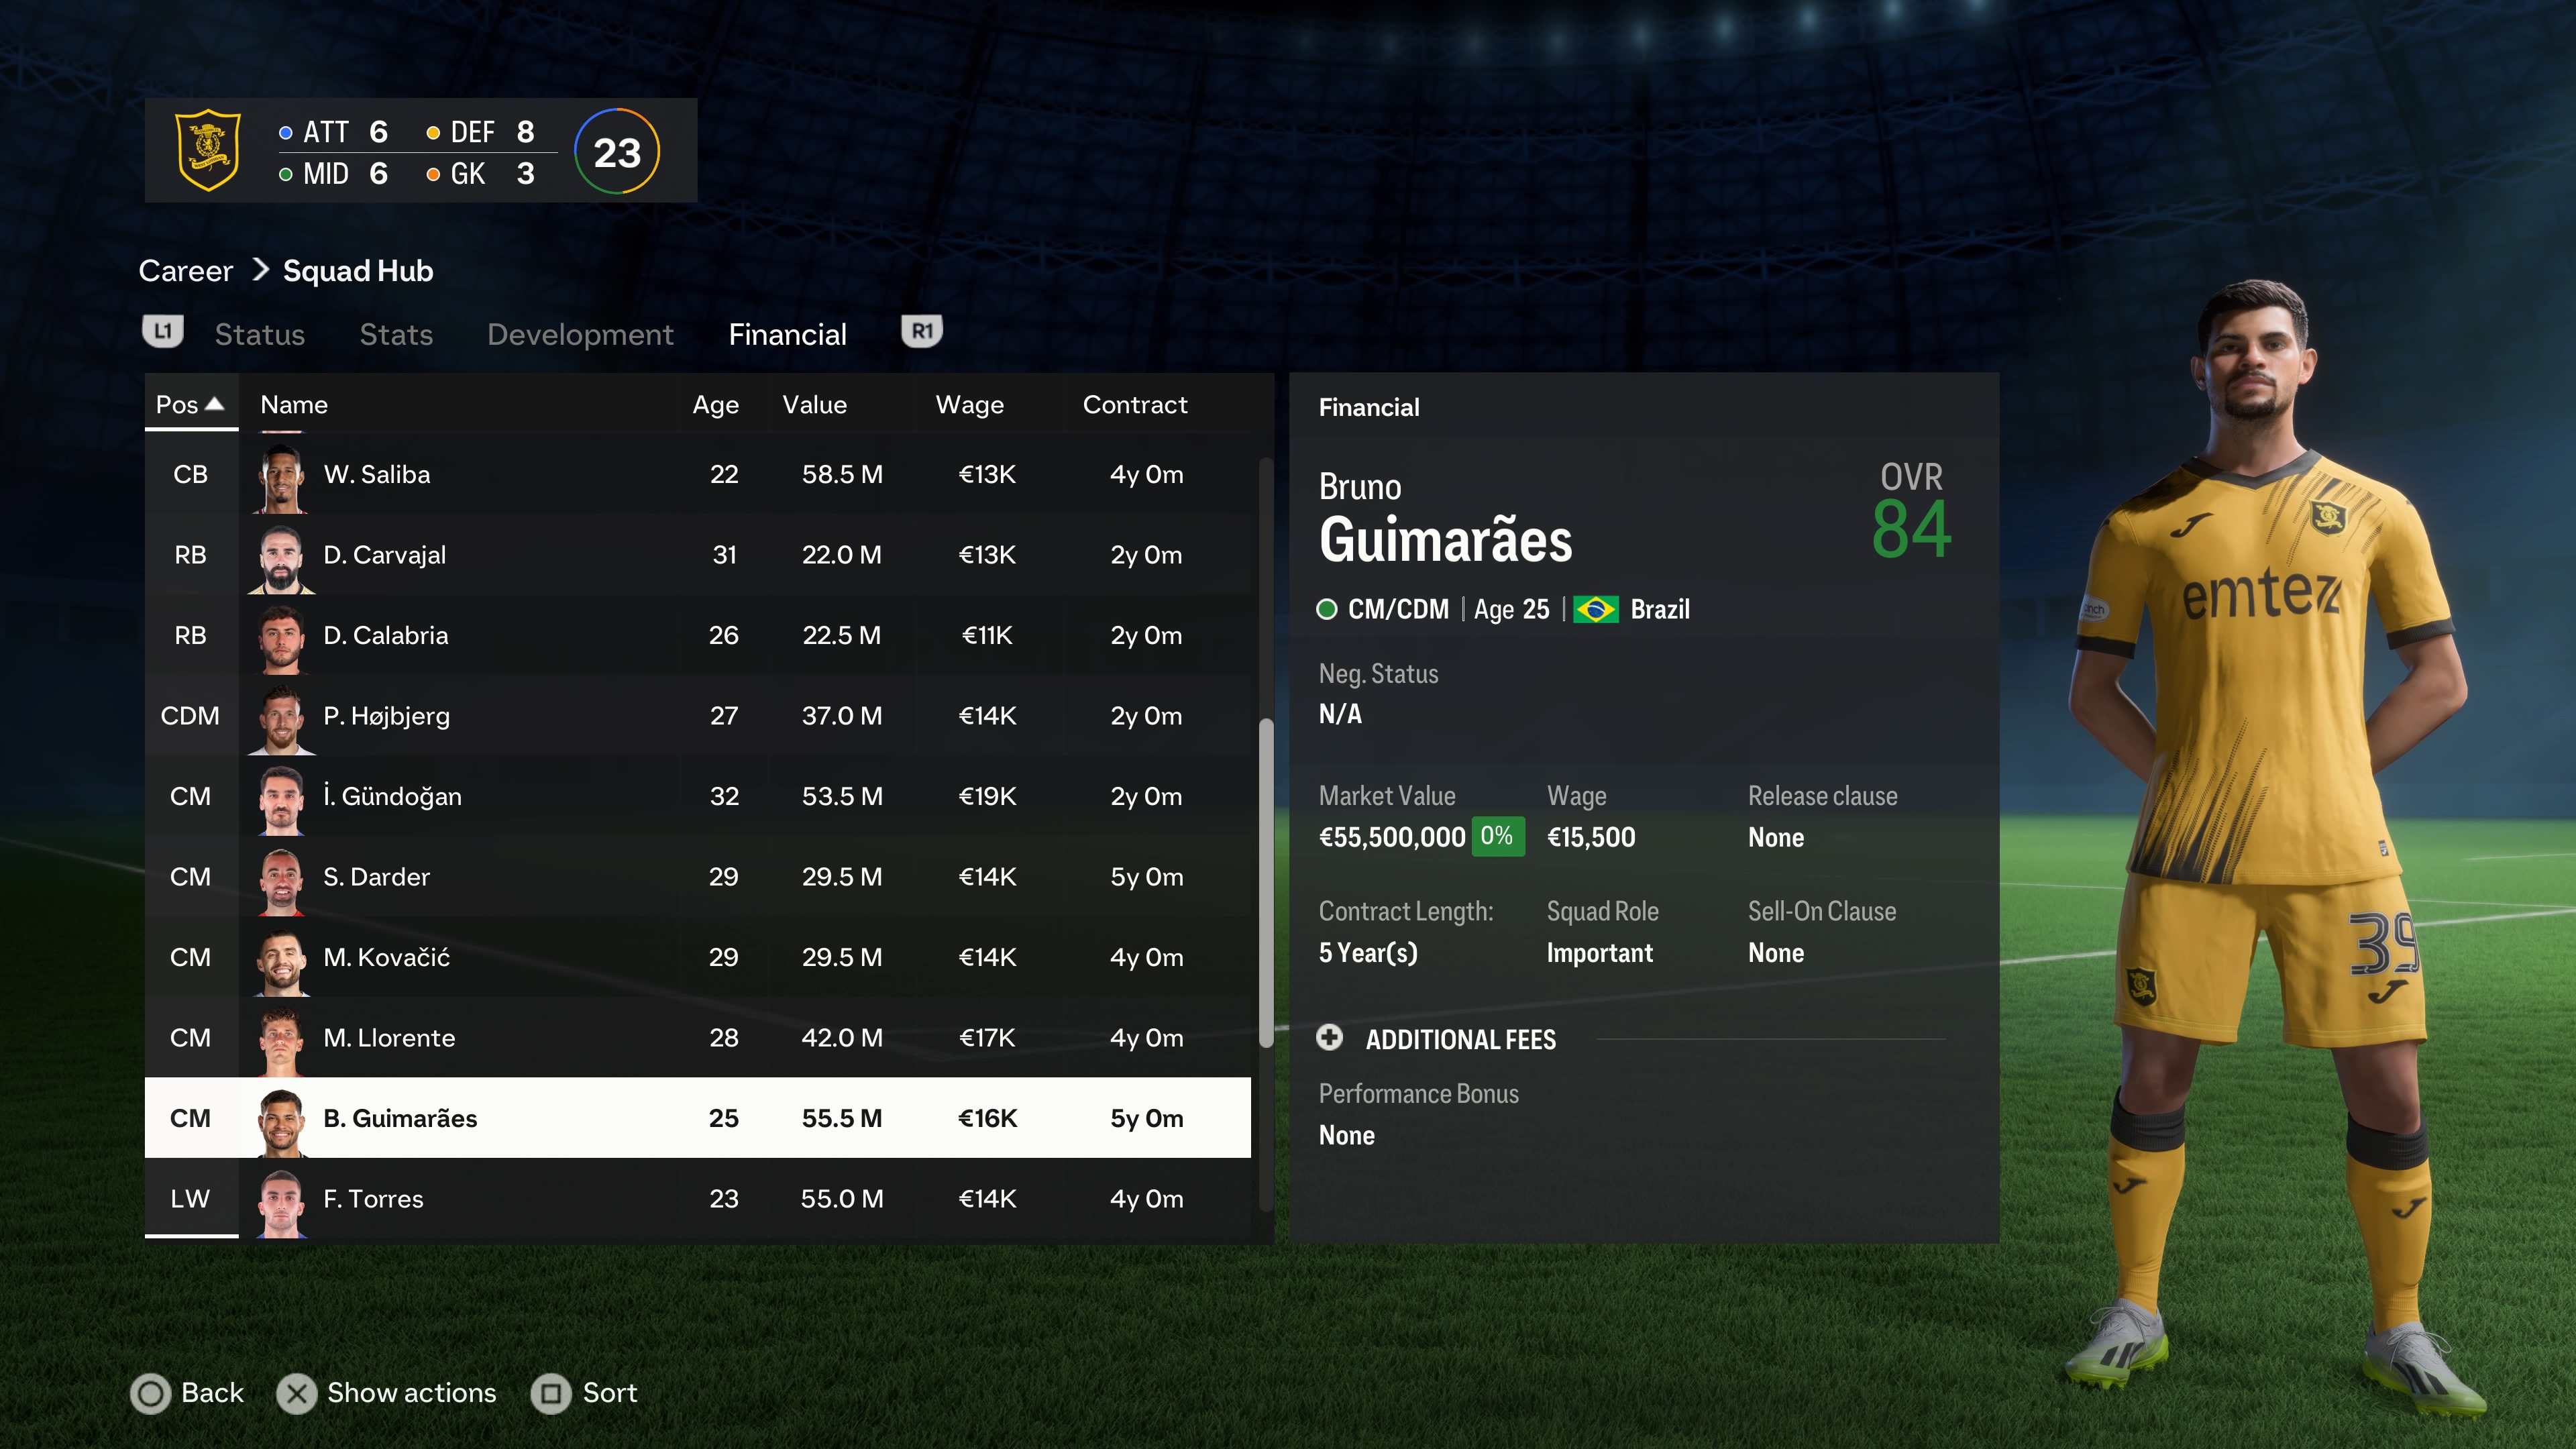 ATT 6 DEF 8
MID 6 GK 3
23
Career > Squad Hub
L1 Status Stats Development Financial R1
Pos Name Age Value Wage Contract
CB W. Saliba 22 58.5 M €13K 4y 0m
RB D. Carvajal 31 22.0 M €13K 2y 0m
RB D. Calabria 26 22.5 M €11K 2y 0m
CDM P. Højbjerg 27 37.0 M €14K 2y 0m
CM İ. Gündoğan 32 53.5 M €19K 2y 0m
CM S. Darder 29 29.5 M €14K 5y 0m
CM M. Kovačić 29 29.5 M €14K 4y 0m
CM M. Llorente 28 42.0 M €17K 4y 0m
CM B. Guimarães 25 55.5 M €16K 5y 0m
LW F. Torres 23 55.0 M €14K 4y 0m
Financial
Bruno
Guimarães
OVR
84
CM/CDM | Age 25 | Brazil
Neg. Status
N/A
Market Value Wage Release clause
€55,500,000 0% €15,500 None
Contract Length: Squad Role Sell-On Clause
5 Year(s) Important None
ADDITIONAL FEES
Performance Bonus
None
emtez
39
Back Show actions Sort